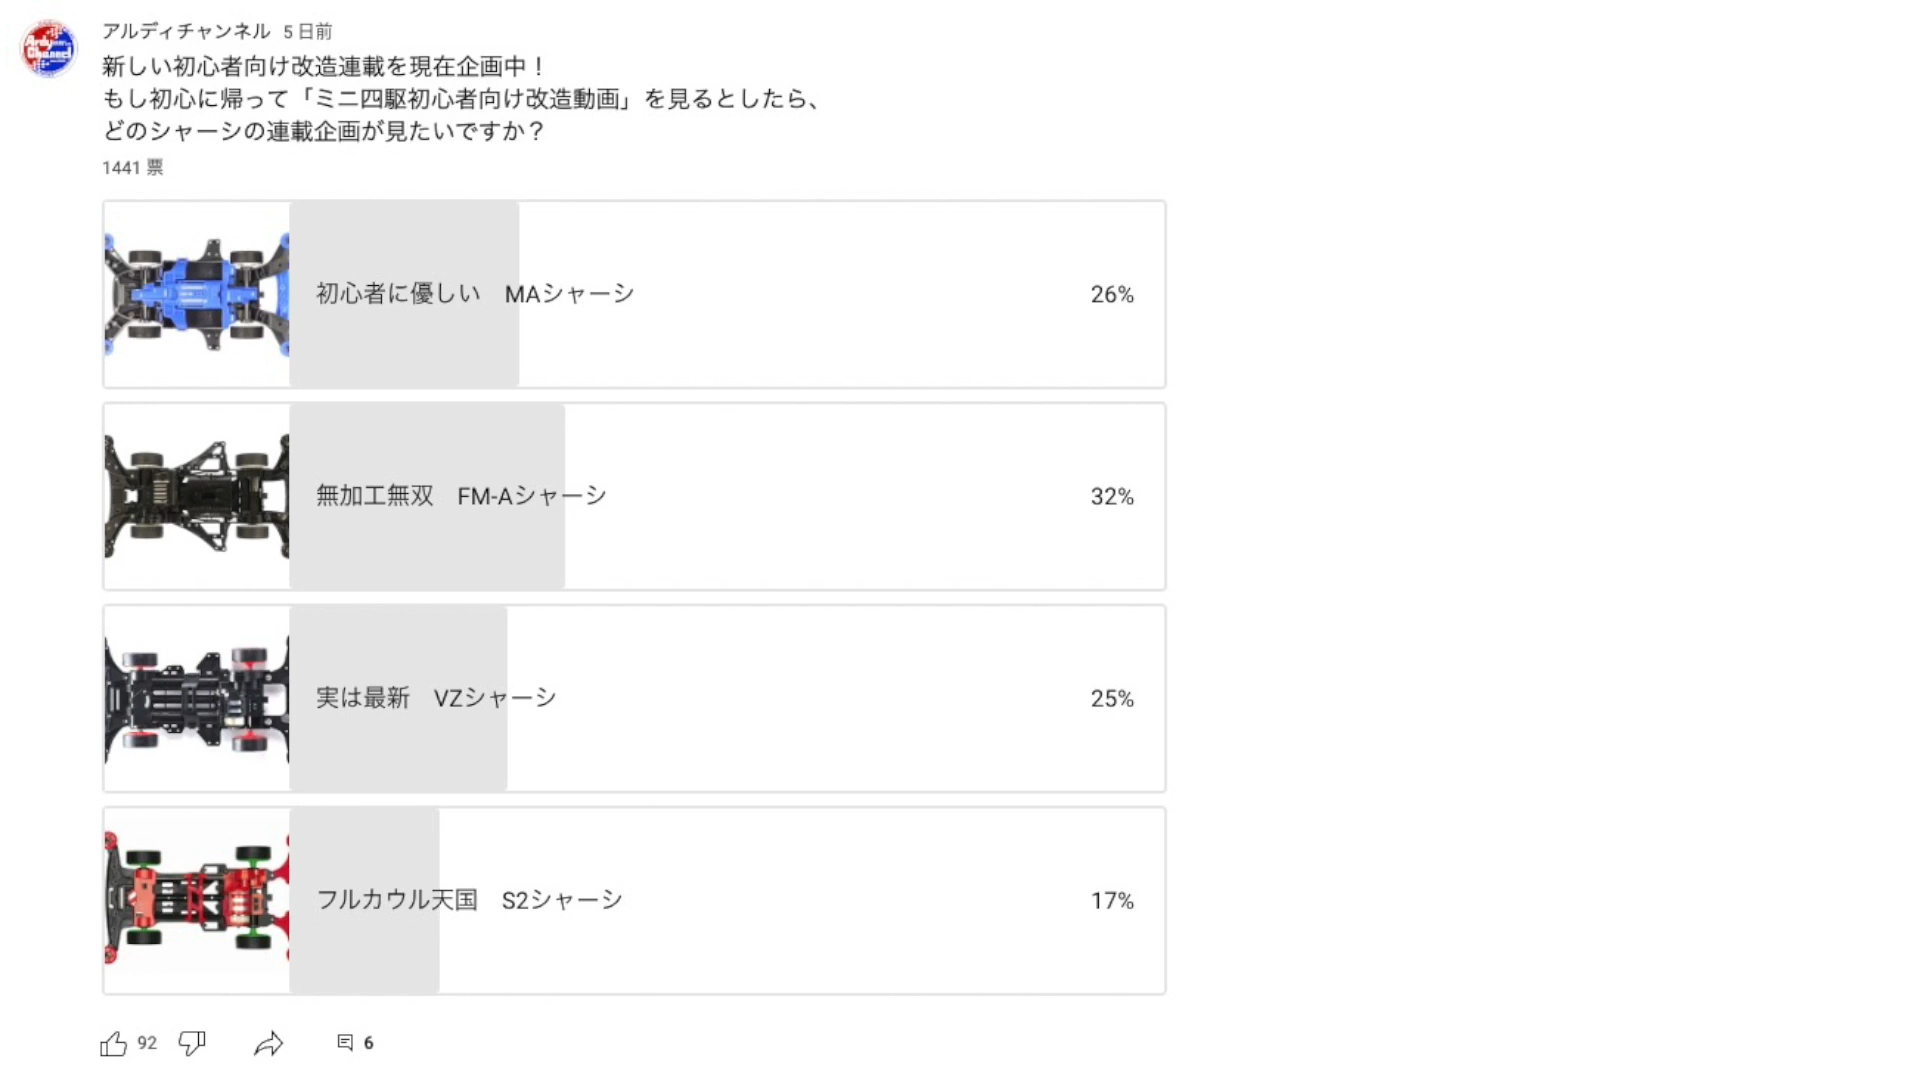 Ardy
Channel
アルディチャンネル 5 日前
新しい初心者向け改造連載を現在企画中！
もし初心に帰って「ミニ四駆初心者向け改造動画」を見るとしたら、
どのシャーシの連載企画が見たいですか？
1441 票
初心者に優しい　MAシャーシ 26%
無加工無双　FM-Aシャーシ 32%
実は最新　VZシャーシ 25%
フルカウル天国　S2シャーシ 17%
92 6